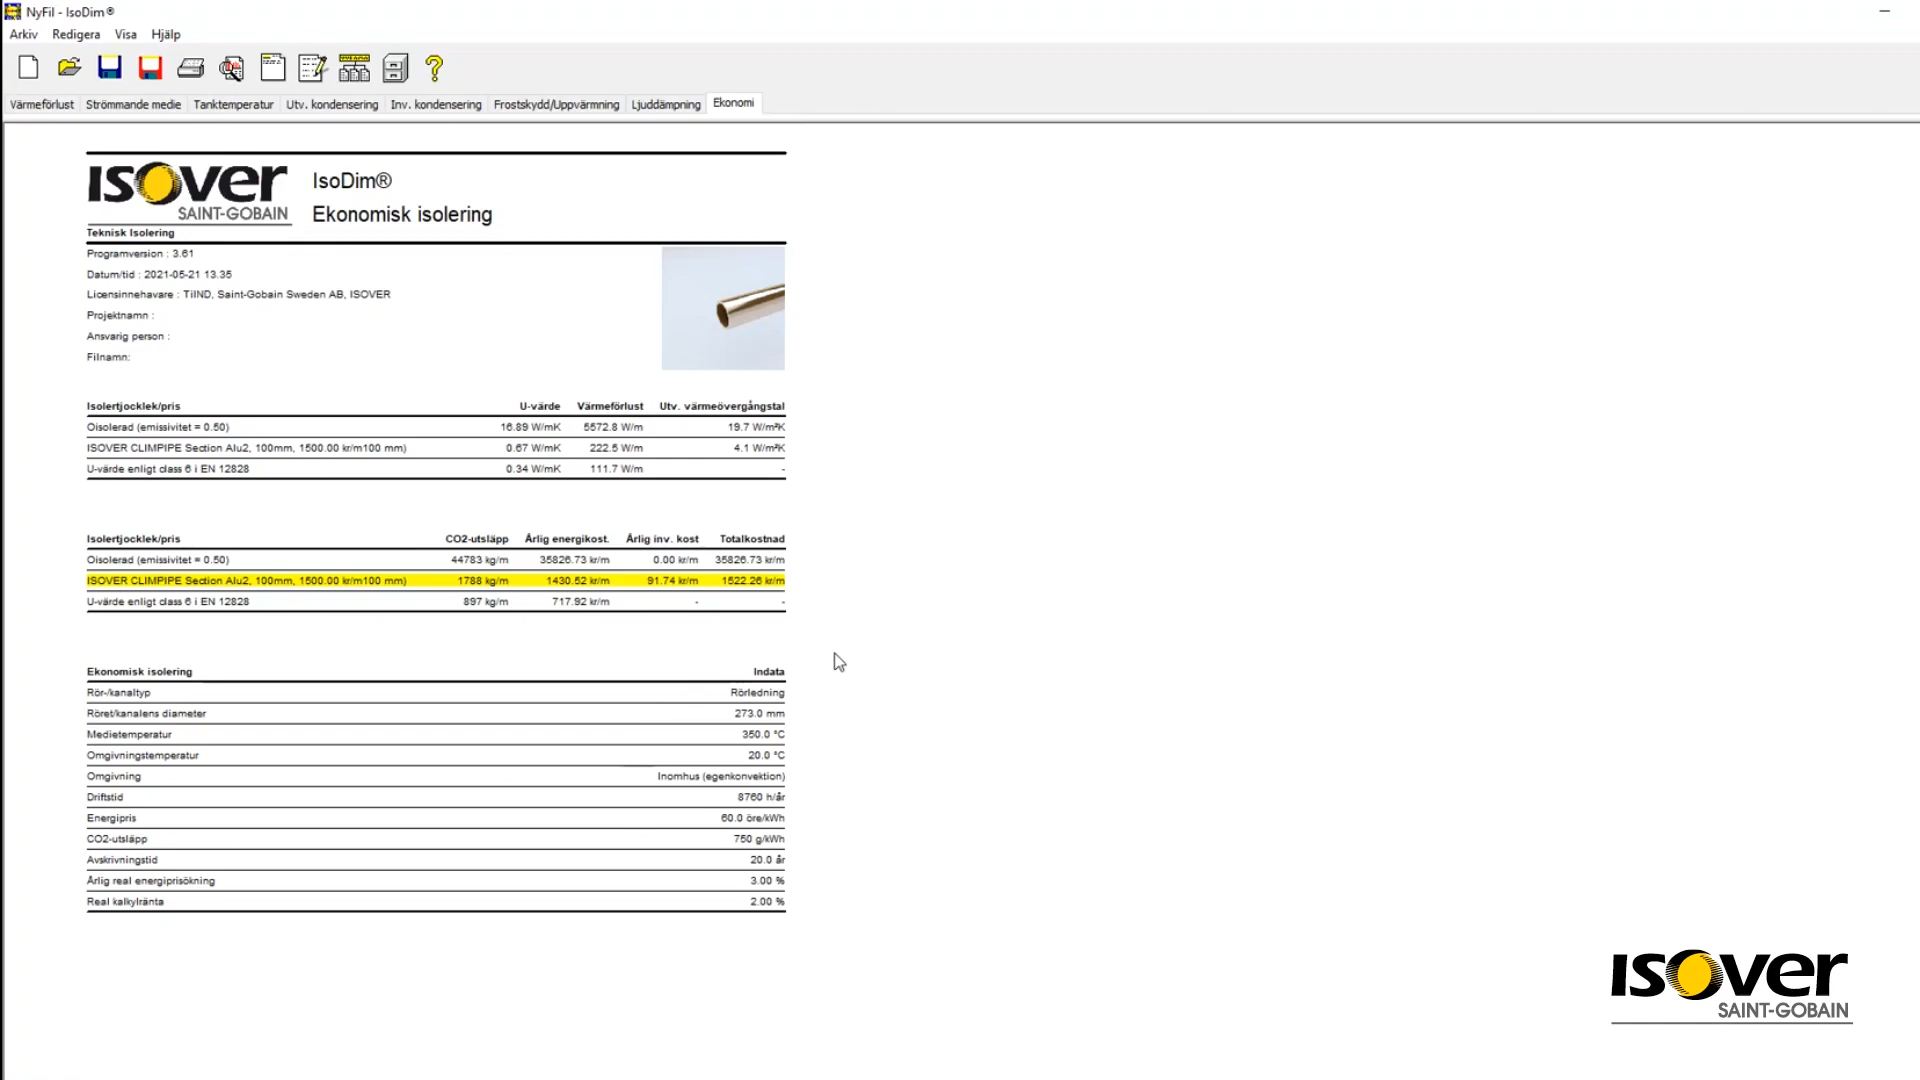 NyFil - IsoDim®
Arkiv Redigera Visa Hjälp
Värmeförlust Strömmande medie Tanktemperatur Utv. kondensering Inv. kondensering Frostskydd/Uppvärmning Ljuddämpning Ekonomi
ISOVER
SAINT-GOBAIN
IsoDim®
Ekonomisk isolering
Teknisk Isolering
Programversion : 3.61
Datum/tid : 2021-05-21 13.35
Licensinnehavare : TiIND, Saint-Gobain Sweden AB, ISOVER
Projektnamn :
Ansvarig person :
Filnamn:
Isolertjocklek/pris U-värde Värmeförlust Utv. värmeövergångstal
Oisolerad (emissivitet = 0.50) 16.89 W/mK 5572.8 W/m 19.7 W/m²K
ISOVER CLIMPIPE Section Alu2, 100mm, 1500.00 kr/m100 mm) 0.67 W/mK 222.5 W/m 4.1 W/m²K
U-värde enligt class 6 i EN 12828 0.34 W/mK 111.7 W/m -
Isolertjocklek/pris CO2-utsläpp Årlig energikost. Årlig inv. kost Totalkostnad
Oisolerad (emissivitet = 0.50) 44783 kg/m 35826.73 kr/m 0.00 kr/m 35826.73 kr/m
ISOVER CLIMPIPE Section Alu2, 100mm, 1500.00 kr/m100 mm) 1788 kg/m 1430.52 kr/m 91.74 kr/m 1522.26 kr/m
U-värde enligt class 6 i EN 12828 897 kg/m 717.92 kr/m - -
Ekonomisk isolering Indata
Rör-/kanaltyp Rörledning
Röret/kanalens diameter 273.0 mm
Medietemperatur 350.0 °C
Omgivningstemperatur 20.0 °C
Omgivning Inomhus (egenkonvektion)
Driftstid 8760 h/år
Energipris 60.0 öre/kWh
CO2-utsläpp 750 g/kWh
Avskrivningstid 20.0 år
Årlig real energiprisökning 3.00 %
Real kalkylränta 2.00 %
ISOVER
SAINT-GOBAIN